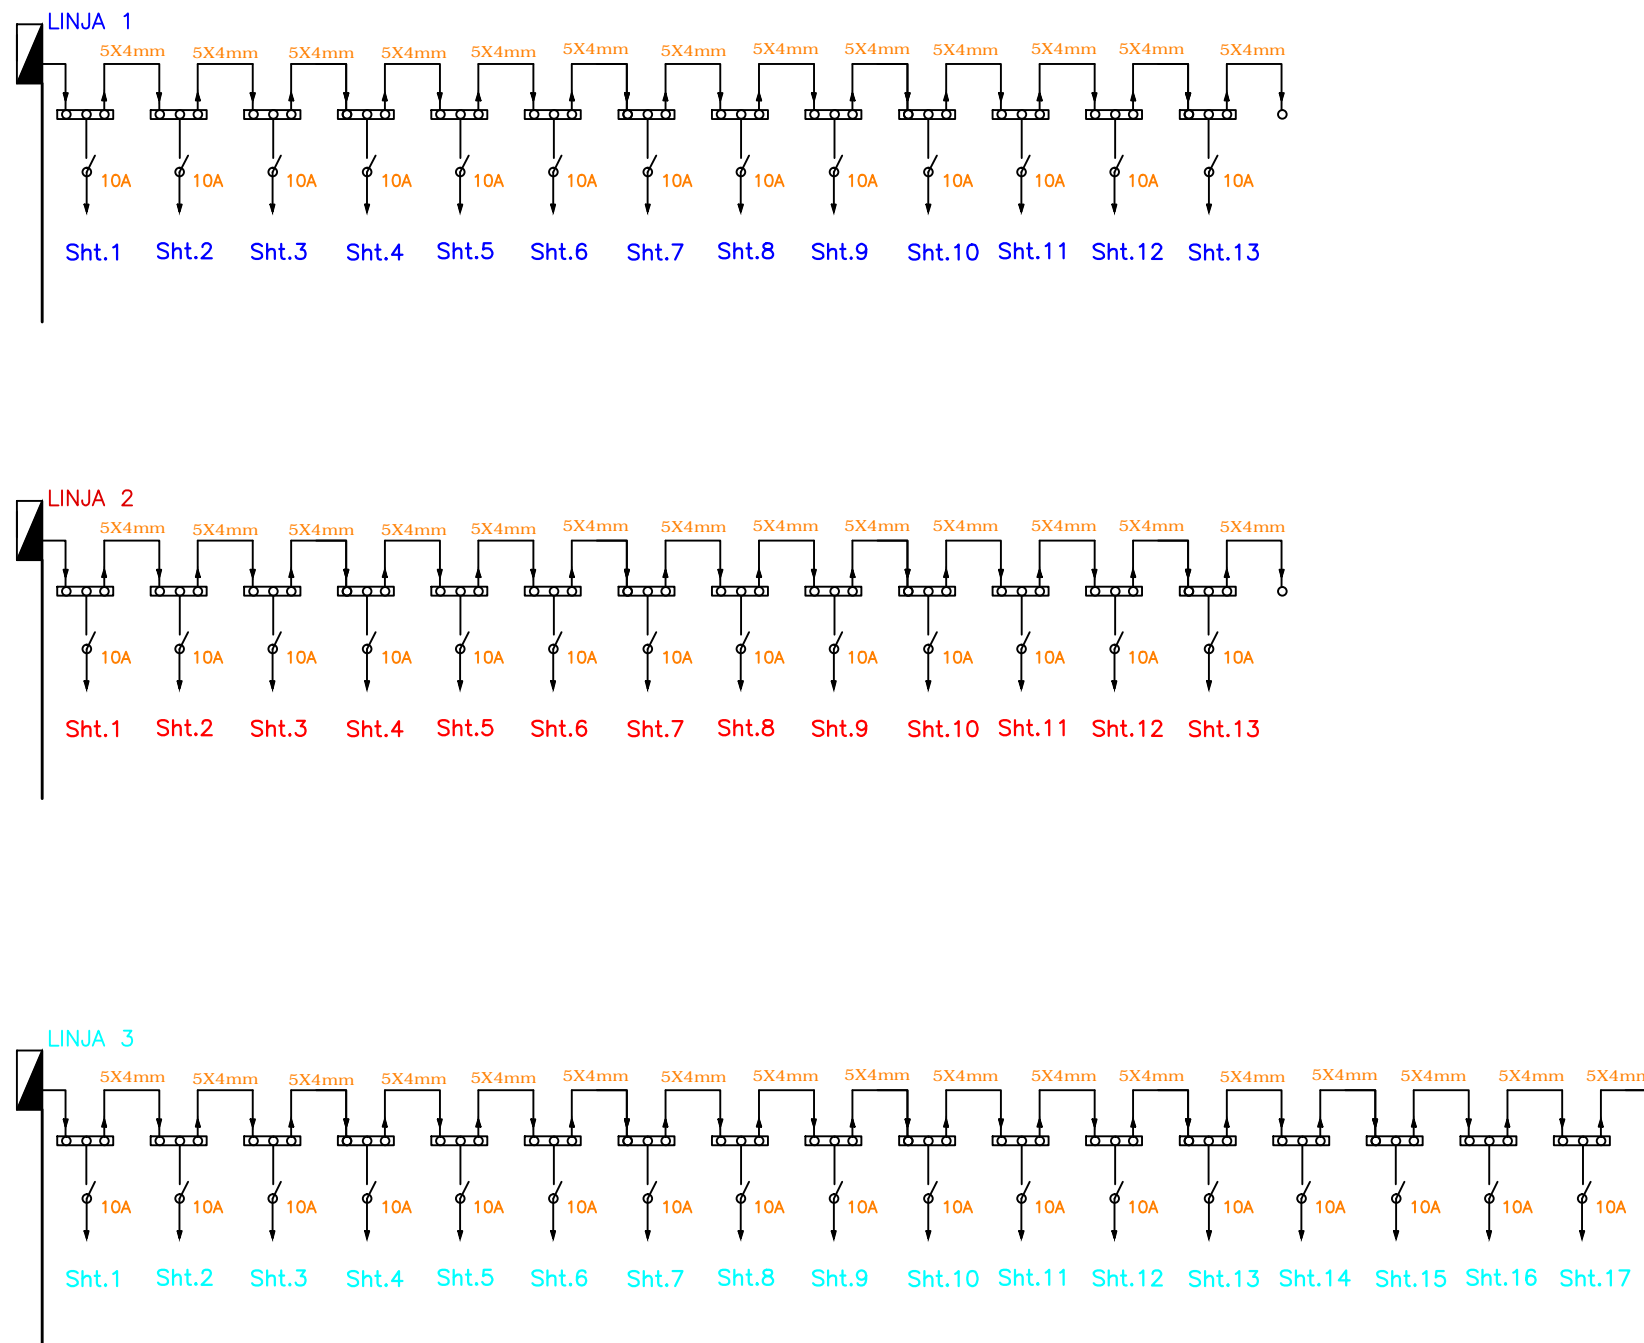 LINJA 1
5X4mm 5X4mm 5X4mm 5X4mm 5X4mm 5X4mm 5X4mm 5X4mm 5X4mm 5X4mm 5X4mm 5X4mm 5X4mm
10A 10A 10A 10A 10A 10A 10A 10A 10A 10A 10A 10A 10A
Sht.1 Sht.2 Sht.3 Sht.4 Sht.5 Sht.6 Sht.7 Sht.8 Sht.9 Sht.10 Sht.11 Sht.12 Sht.13
LINJA 2
5X4mm 5X4mm 5X4mm 5X4mm 5X4mm 5X4mm 5X4mm 5X4mm 5X4mm 5X4mm 5X4mm 5X4mm 5X4mm
10A 10A 10A 10A 10A 10A 10A 10A 10A 10A 10A 10A 10A
Sht.1 Sht.2 Sht.3 Sht.4 Sht.5 Sht.6 Sht.7 Sht.8 Sht.9 Sht.10 Sht.11 Sht.12 Sht.13
LINJA 3
5X4mm 5X4mm 5X4mm 5X4mm 5X4mm 5X4mm 5X4mm 5X4mm 5X4mm 5X4mm 5X4mm 5X4mm 5X4mm 5X4mm 5X4mm 5X4mm 5X4mm
10A 10A 10A 10A 10A 10A 10A 10A 10A 10A 10A 10A 10A 10A 10A 10A 10A
Sht.1 Sht.2 Sht.3 Sht.4 Sht.5 Sht.6 Sht.7 Sht.8 Sht.9 Sht.10 Sht.11 Sht.12 Sht.13 Sht.14 Sht.15 Sht.16 Sht.17